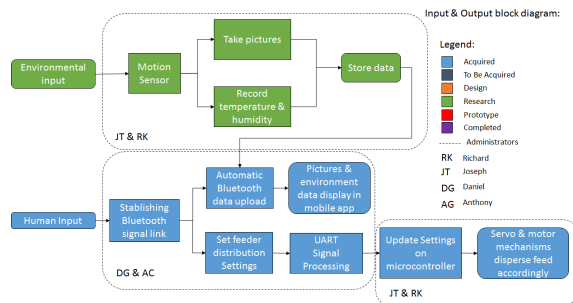 Input & Output block diagram:
Take pictures
Environmental
input
Motion
Sensor
Store data
Record
temperature &
humidity
JT & RK
Legend:
Acquired
To Be Acquired
Design
Research
Prototype
Completed
Administrators
RK Richard
JT Joseph
DG Daniel
AG Anthony
Automatic
Bluetooth
data upload
Pictures &
environment
data display in
mobile app
Human Input
Stablishing
Bluetooth
signal link
Set feeder
distribution
Settings
UART
Signal
Processing
Update Settings
on
microcontroller
Servo & motor
mechanisms
disperse feed
accordingly
DG & AC
JT & RK